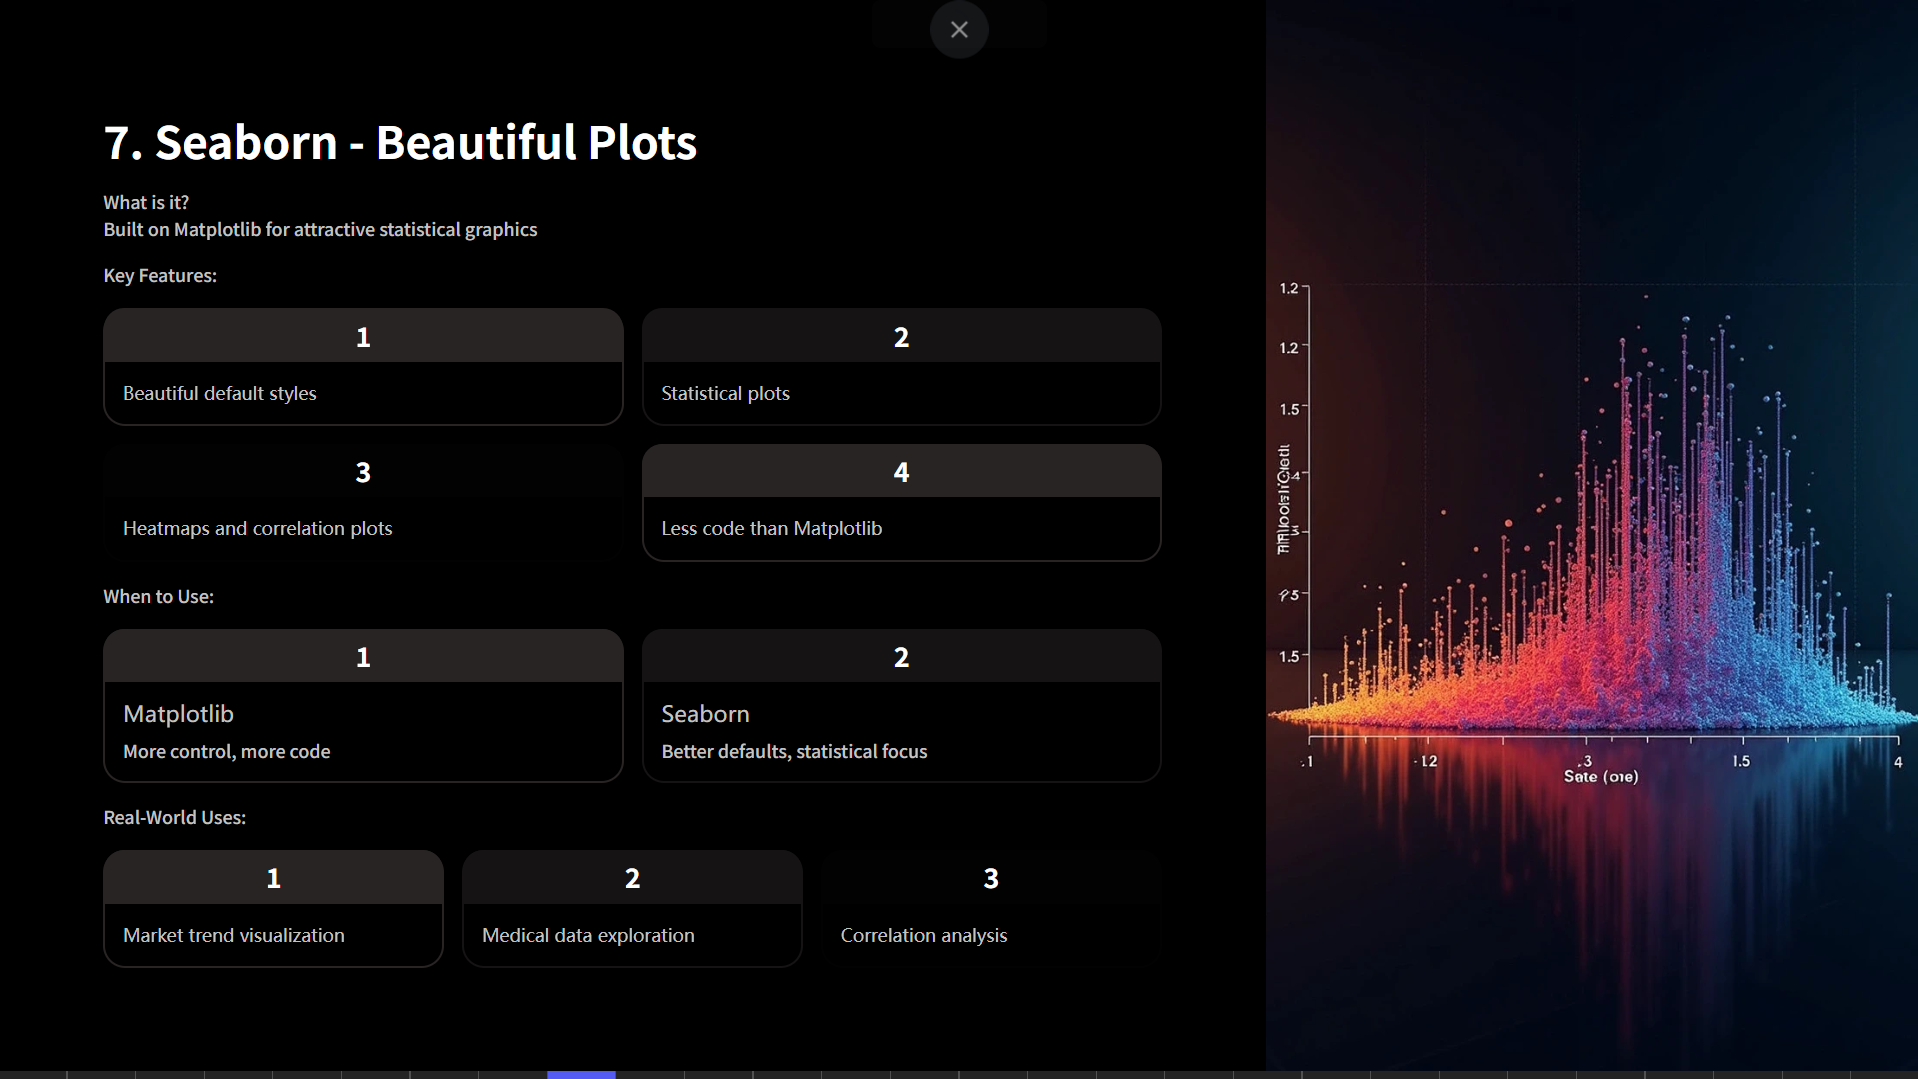 7. Seaborn - Beautiful Plots
What is it?
Built on Matplotlib for attractive statistical graphics
Key Features:
1
Beautiful default styles
2
Statistical plots
3
Heatmaps and correlation plots
4
Less code than Matplotlib
When to Use:
1
Matplotlib
More control, more code
2
Seaborn
Better defaults, statistical focus
Real-World Uses:
1
Market trend visualization
2
Medical data exploration
3
Correlation analysis
1.2
1.2
1.5
1.5
.1
12
.3
1.5
4
Sate (ore)